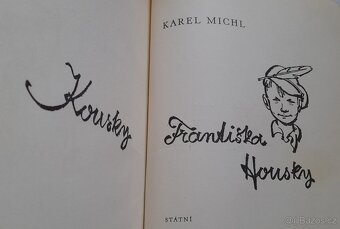 KAREL MICHL
Kousky
Františka
Housky
STÁTNÍ